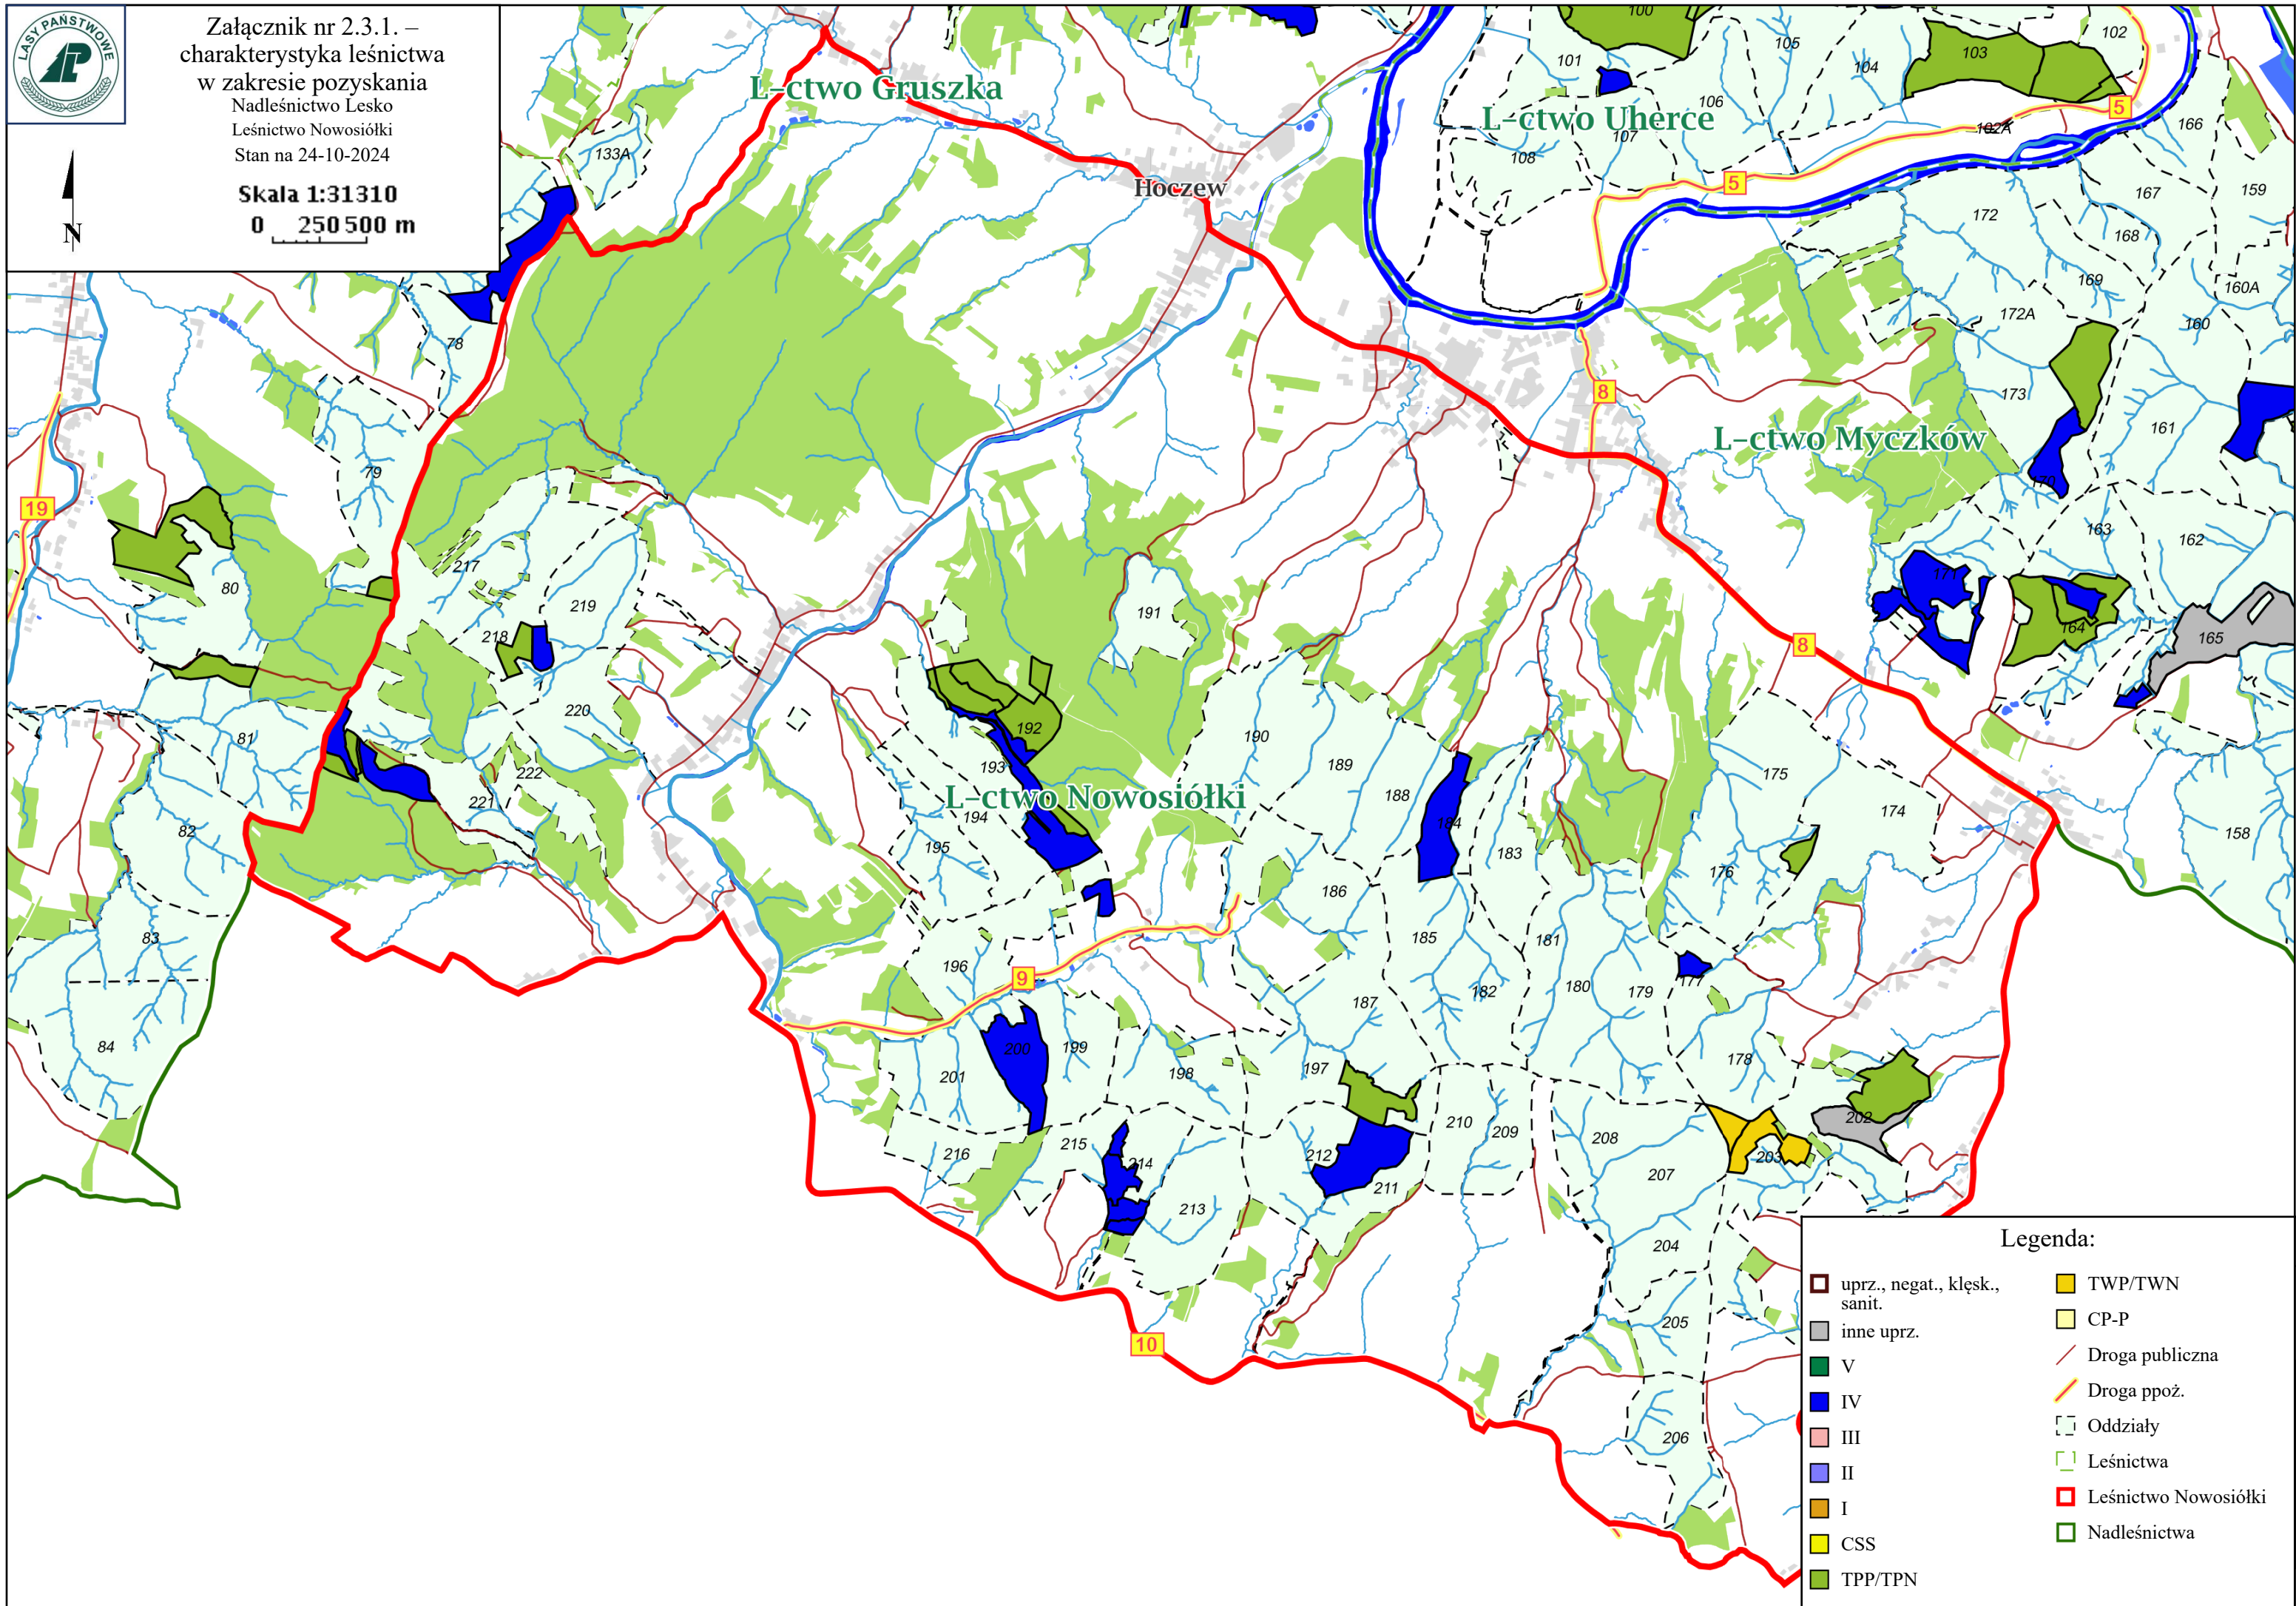 LASY PAŃSTWOWE
Załącznik nr 2.3.1. –
charakterystyka leśnictwa
w zakresie pozyskania
Nadleśnictwo Lesko
Leśnictwo Nowosiółki
Stan na 24-10-2024
Skala 1:31310
0 250 500 m
N
L-ctwo Gruszka
L-ctwo Uherce
Hoczew
L-ctwo Myczków
L-ctwo Nowosiółki
100
101
102
103
104
105
106
107
108
102A
133A
5
5
166
167
159
168
169
172
160A
160
172A
173
161
170
163
162
171
164
165
158
8
8
19
78
79
80
81
82
83
84
217
218
219
220
221
222
191
192
193
194
195
196
190
189
188
184
183
186
185
181
187
182
180
179
177
178
175
174
176
9
200
199
201
198
197
216
215
214
213
212
211
210
209
208
207
203
202
204
205
206
10
Legenda:
uprz., negat., klęsk.,
sanit.
inne uprz.
V
IV
III
II
I
CSS
TPP/TPN
TWP/TWN
CP-P
Droga publiczna
Droga ppoż.
Oddziały
Leśnictwa
Leśnictwo Nowosiółki
Nadleśnictwa